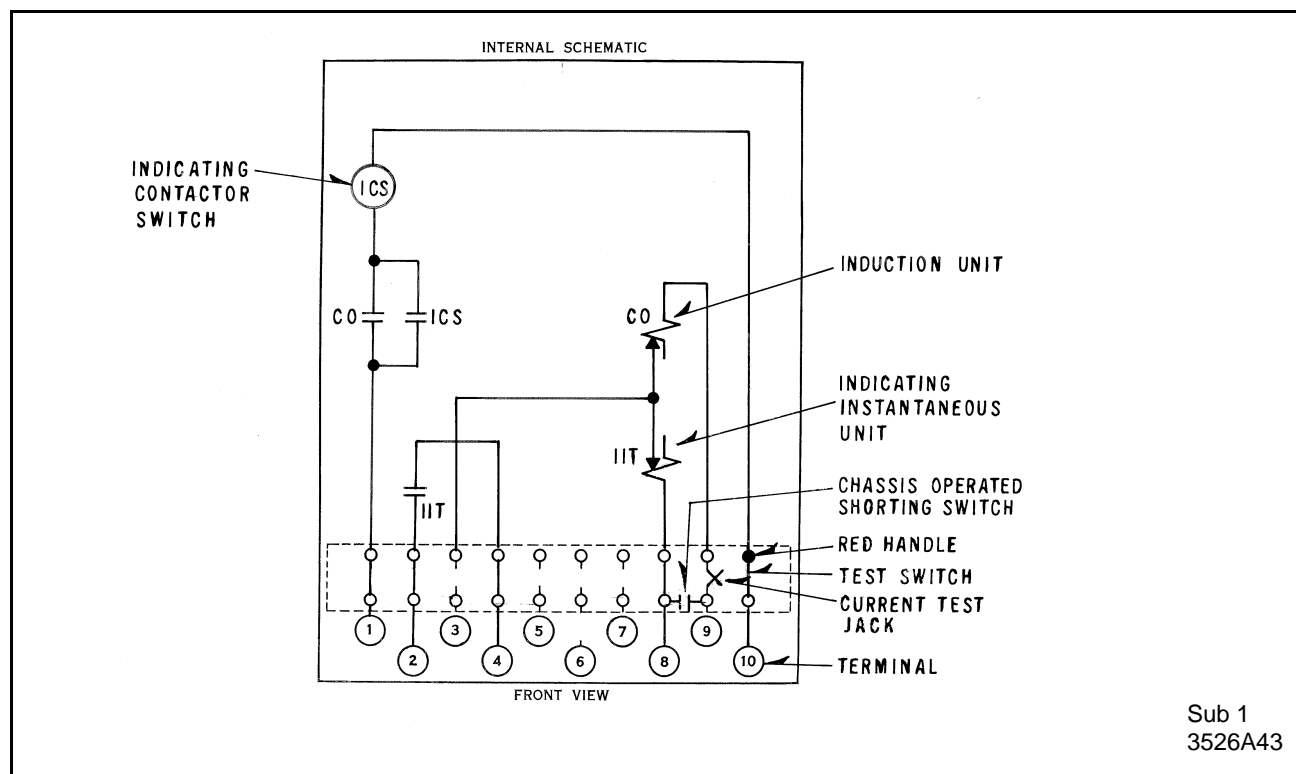 INTERNAL SCHEMATIC
INDICATING
CONTACTOR
SWITCH
ICS
INDUCTION UNIT
CO
ICS
CO
INDICATING
INSTANTANEOUS
UNIT
IIT
CHASSIS OPERATED
SHORTING SWITCH
IIT
RED HANDLE
TEST SWITCH
CURRENT TEST
JACK
1
3
5
7
9
2
4
6
8
10
TERMINAL
FRONT VIEW
Sub 1
3526A43